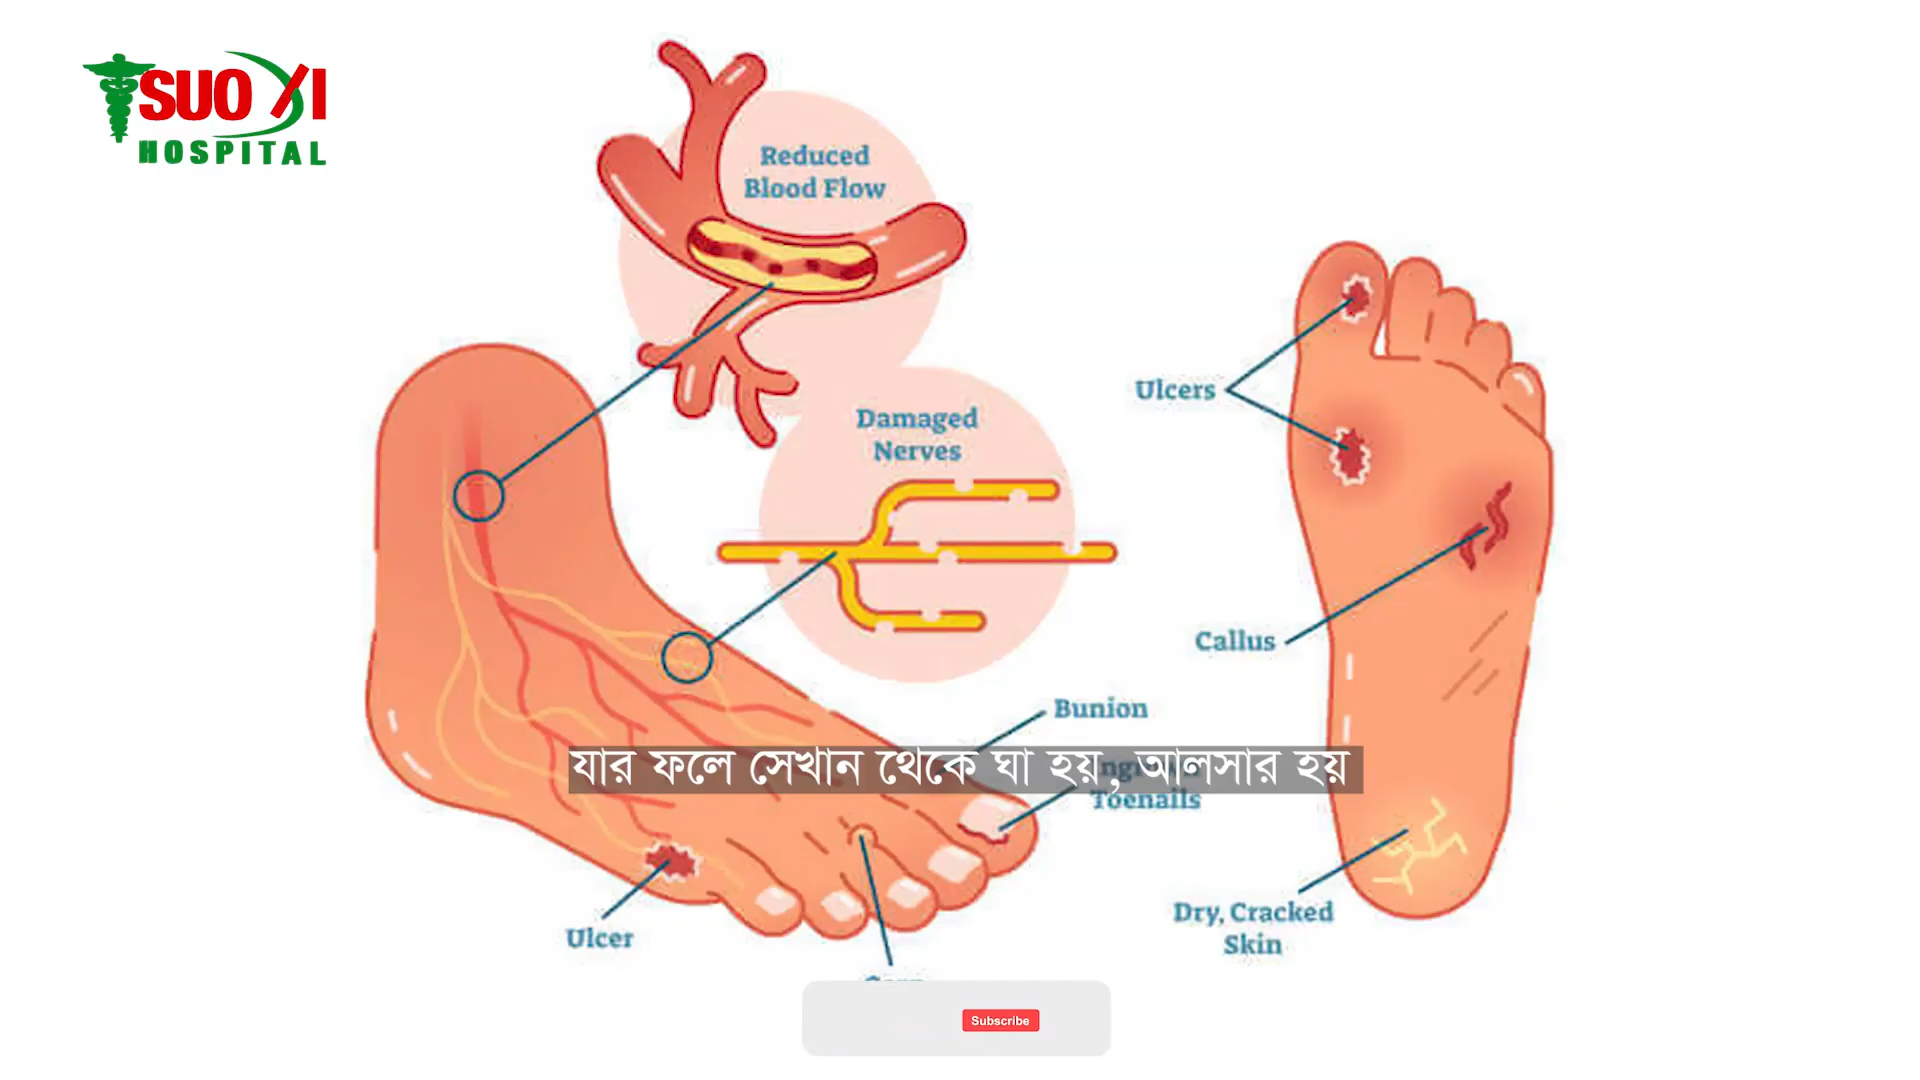 SUO XI
HOSPITAL
Reduced
Blood Flow
Damaged
Nerves
Ulcers
Callus
Bunion
যার ফলে সেখান থেকে ঘা হয়, আলসার হয়
Toenails
Ulcer
Dry, Cracked
Skin
Subscribe